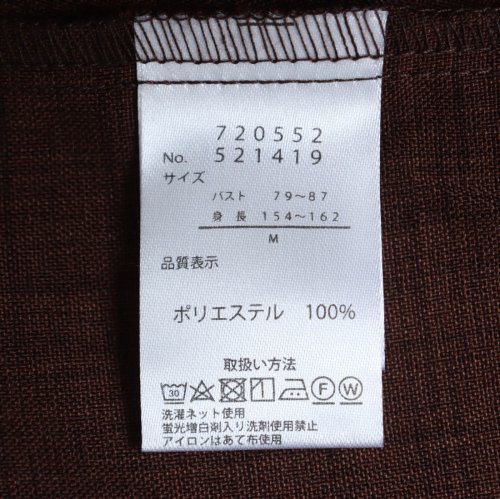 720552
No. 521419
サイズ
バスト 79～87
身長 154～162
M
品質表示
ポリエステル 100%
取扱い方法
30 F W
洗濯ネット使用
蛍光増白剤入り洗剤使用禁止
アイロンはあて布使用